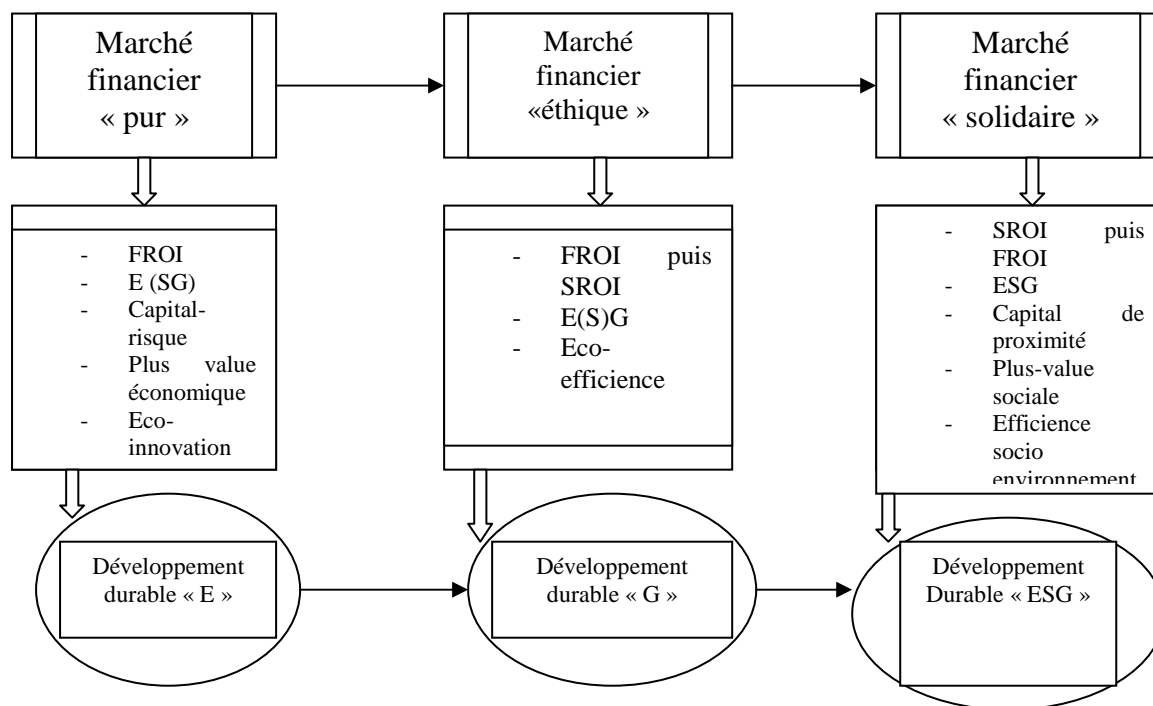 Marché
financier
« pur »
Marché
financier
«éthique »
Marché
financier
« solidaire »
- FROI
- E (SG)
- Capital-
risque
- Plus value
économique
- Eco-
innovation
- FROI puis
SROI
- E(S)G
- Eco-
efficience
- SROI puis
FROI
- ESG
- Capital de
proximité
- Plus-value
sociale
- Efficience
socio
environnement
Développement
durable « E »
Développement
durable « G »
Développement
Durable « ESG »